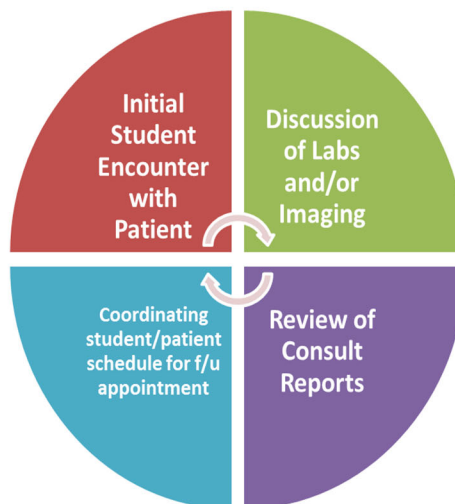 Initial
Student
Encounter
with
Patient
Discussion
of Labs
and/or
Imaging
Coordinating
student/patient
schedule for f/u
appointment
Review of
Consult
Reports